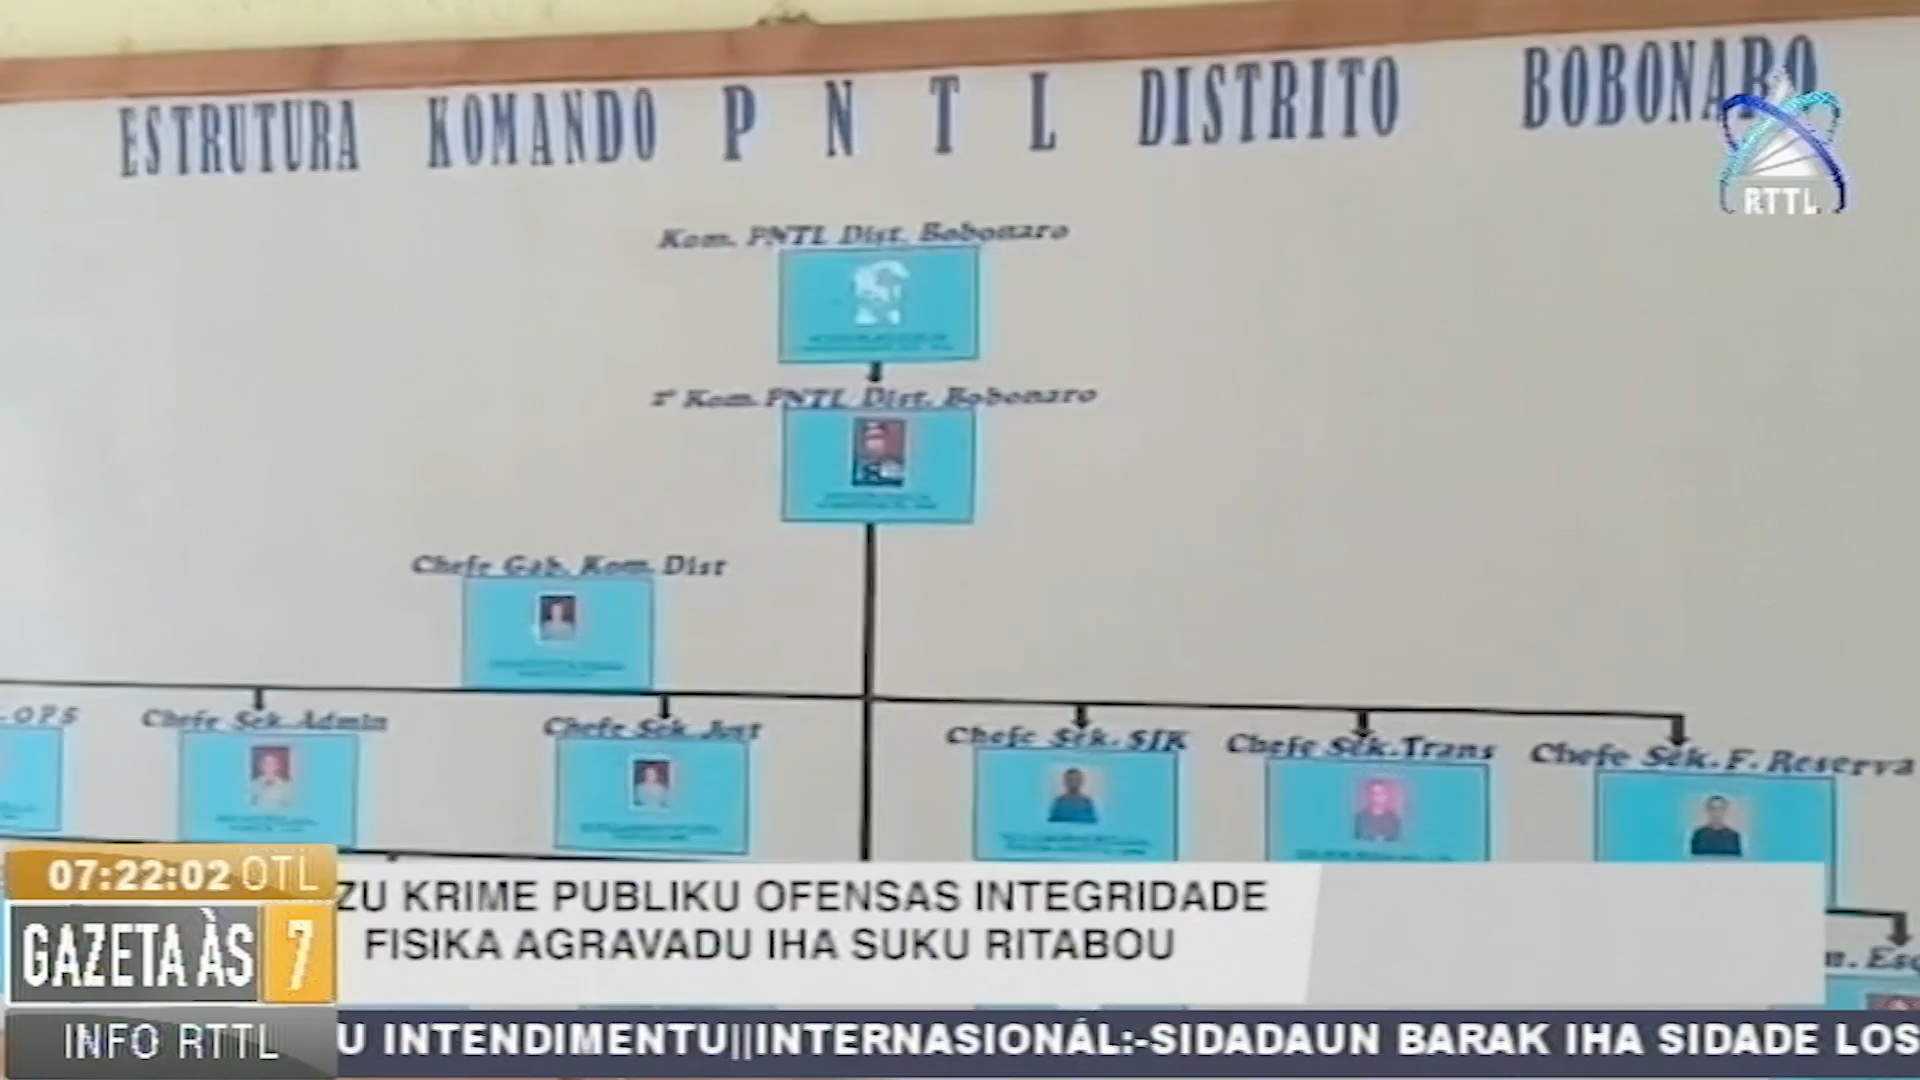 ESTRUTURA KOMANDO P N T L DISTRITO BOBONARO
RTTL
Kom. PNTL Dist. Bobonaro
2º Kom. PNTL Dist. Bobonaro
Chefe Gab. Kom. Dist
Chefe Sek. Admin
Chefe Sek. Just
Chefe Sek. SIK
Chefe Sek. Trans
Chefe Sek. F. Reserva
07:22:02 OTL
ZU KRIME PUBLIKU OFENSAS INTEGRIDADE
FISIKA AGRAVADU IHA SUKU RITABOU
GAZETA ÀS 7
INFO RTTL
U INTENDIMENTU||INTERNASIONÁL:-SIDADAUN BARAK IHA SIDADE LOS